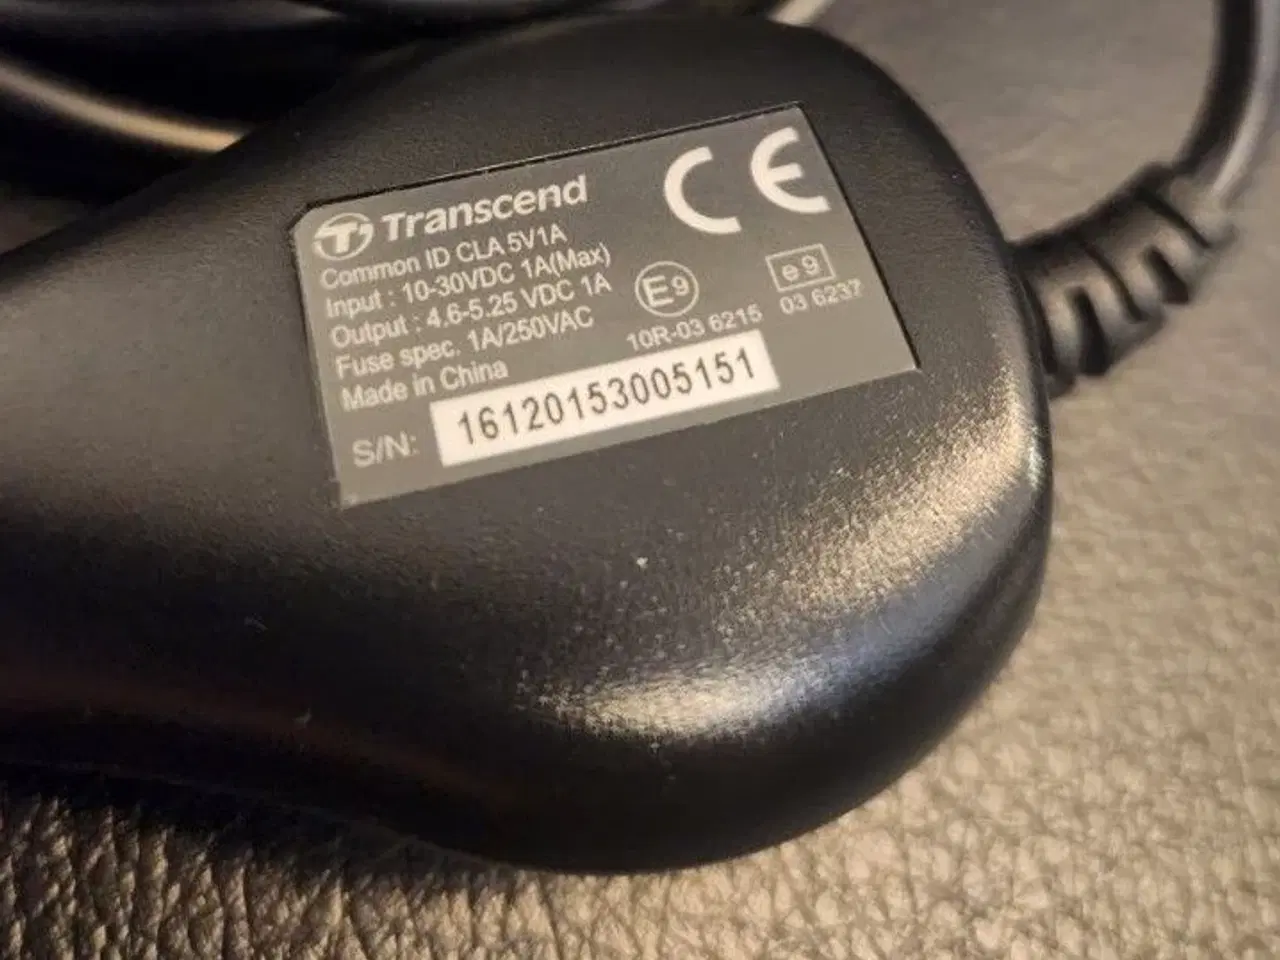 Transcend
Common ID CLA 5V1A
Input : 10-30VDC 1A(Max)
Output : 4.6-5.25 VDC 1A
Fuse spec. 1A/250VAC
Made in China
S/N: 16120153005151
CE
E9
10R-03 6215
e9
03 6237